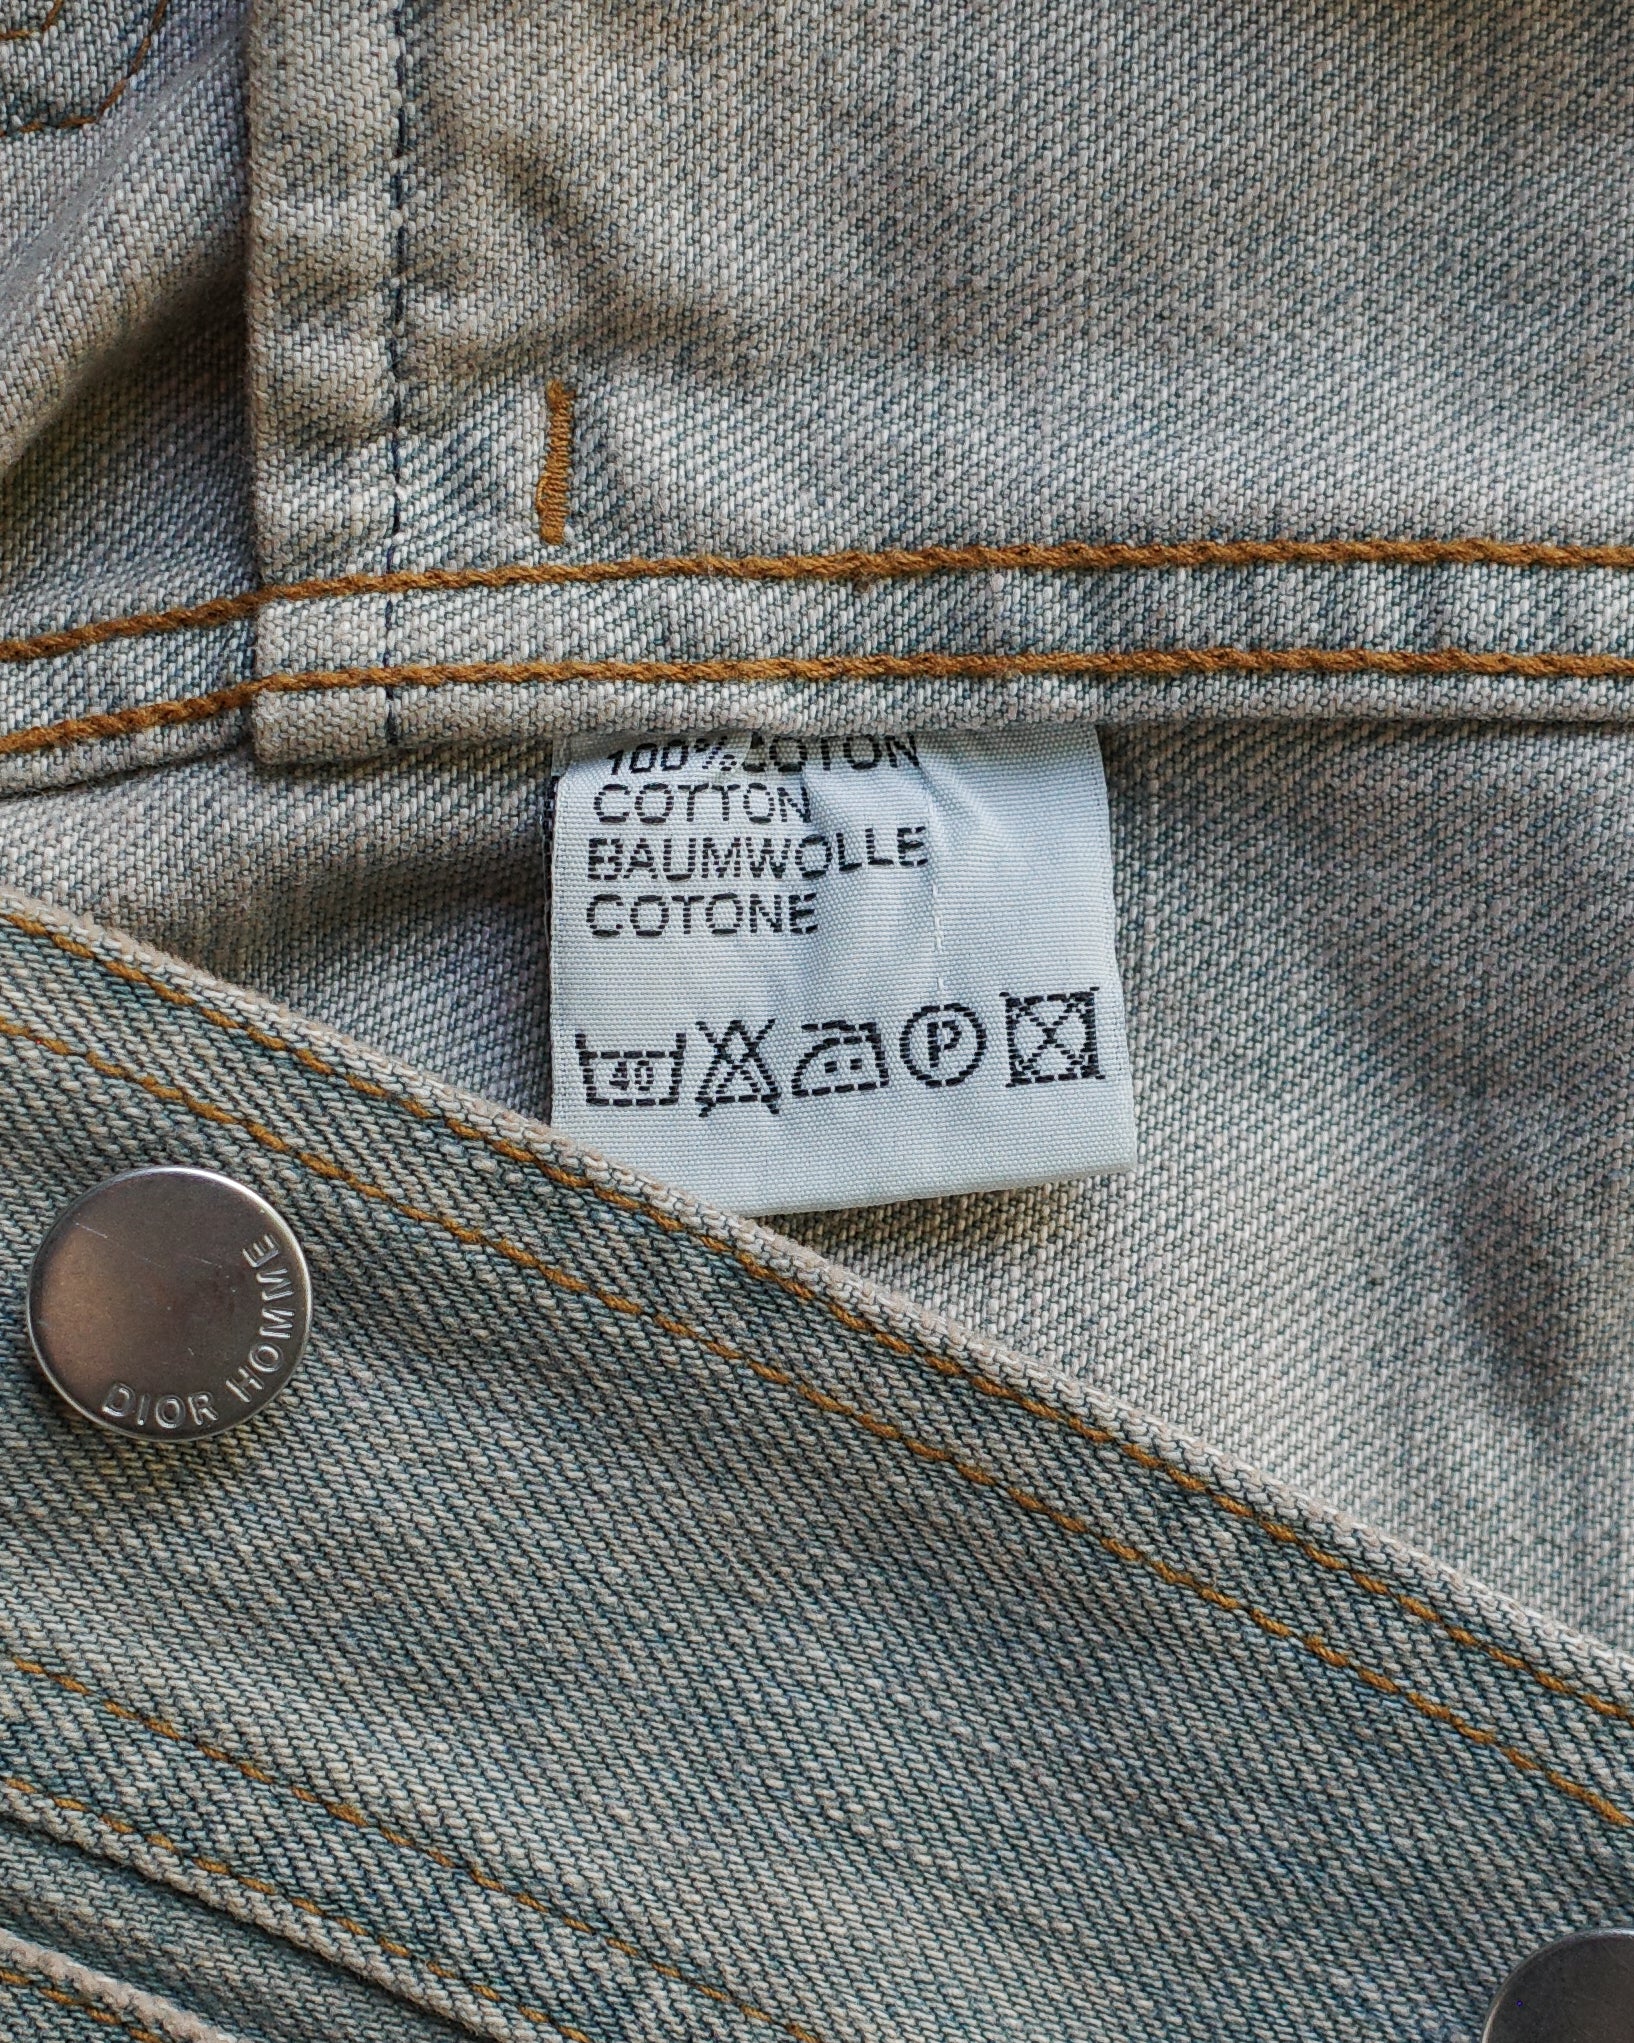 100% COTON
COTTON
BAUMWOLLE
COTONE
40 P
DIOR HOMME